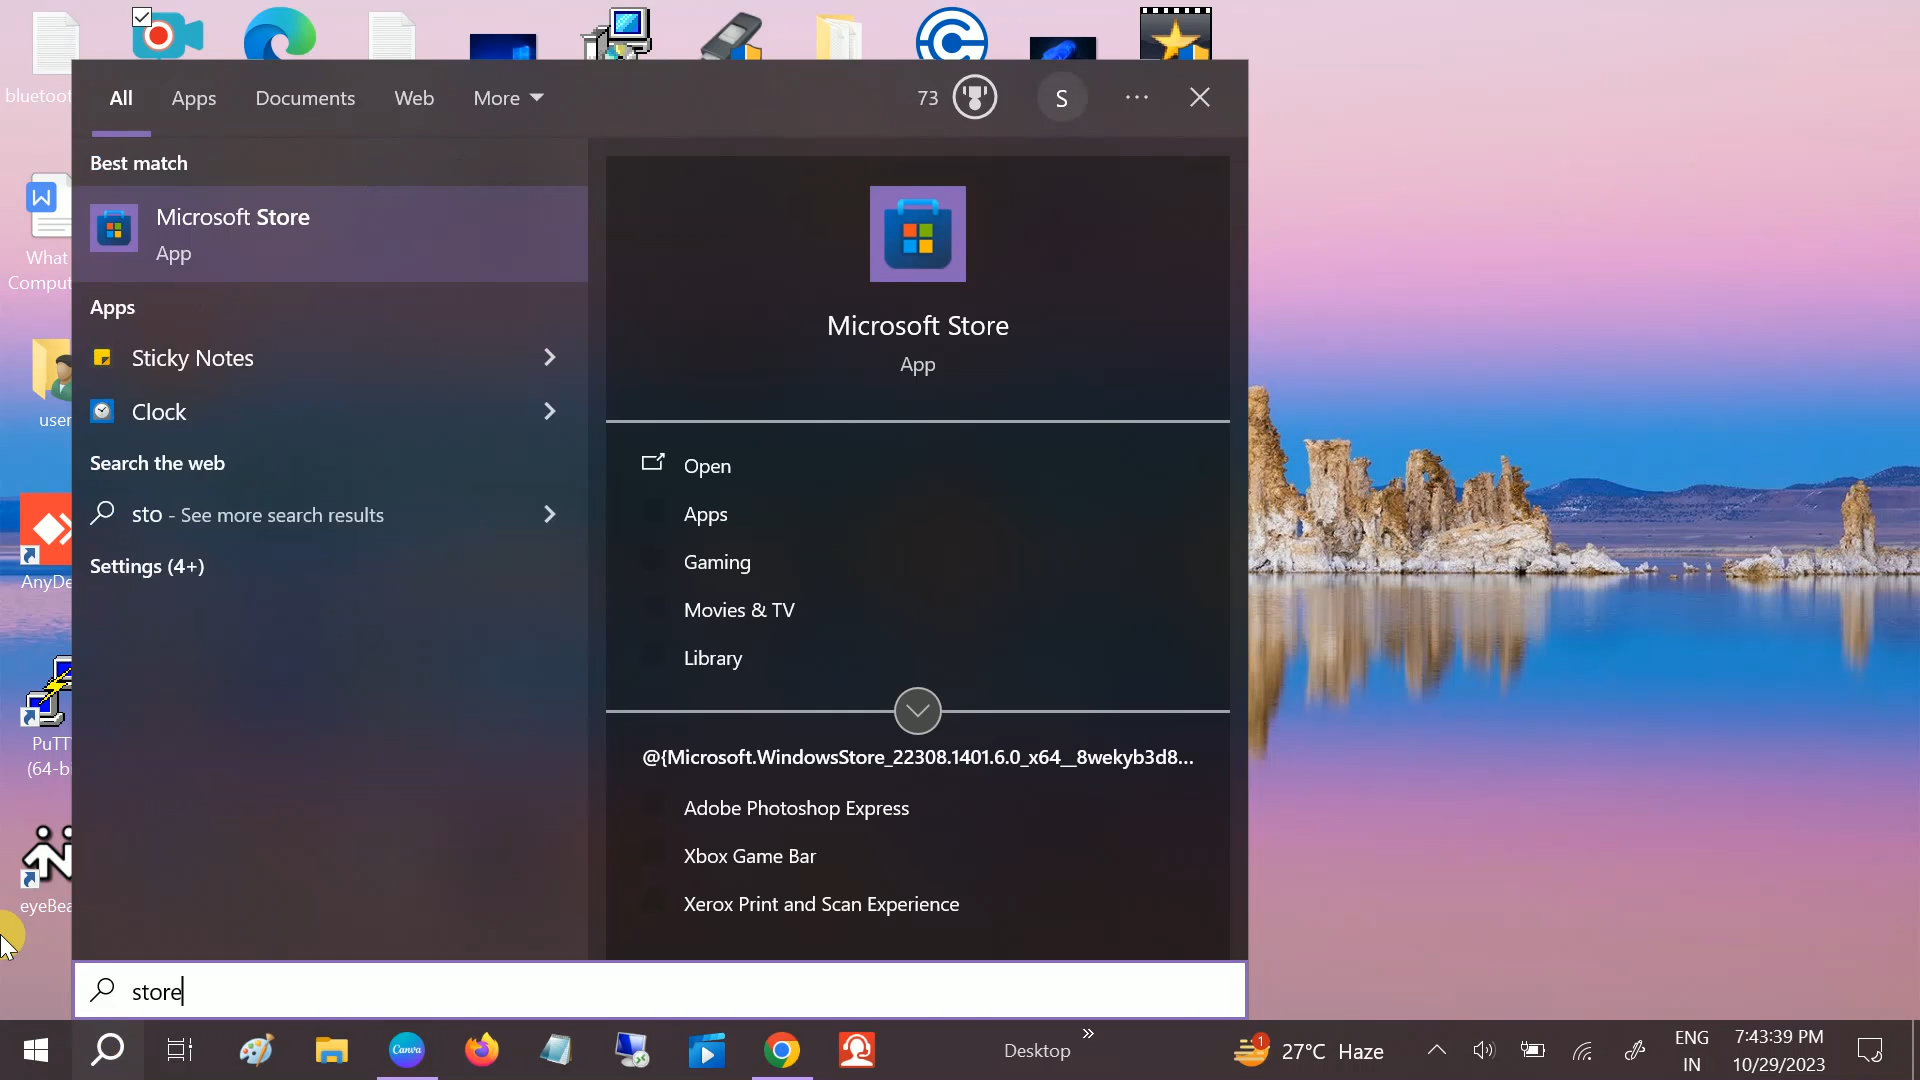 All
Apps
Documents
Web
More
73
S
Best match
Microsoft Store
App
Apps
Sticky Notes
Clock
Search the web
sto - See more search results
Settings (4+)
Microsoft Store
App
Open
Apps
Gaming
Movies & TV
Library
@{Microsoft.WindowsStore_22308.1401.6.0_x64__8wekyb3d8...
Adobe Photoshop Express
Xbox Game Bar
Xerox Print and Scan Experience
store
bluetoot
W
What
Comput
user
AnyDe
PuTT
(64-bi
eyeBea
Canva
Desktop
1
27°C Haze
ENG
IN
7:43:39 PM
10/29/2023